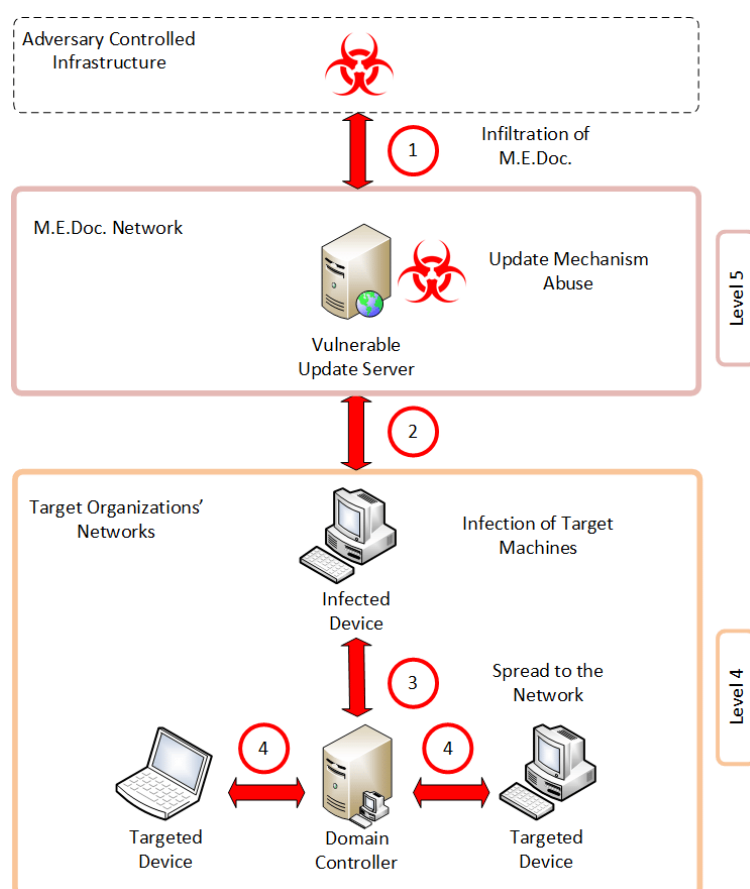 Adversary Controlled
Infrastructure
1
Infiltration of
M.E.Doc.
M.E.Doc. Network
Update Mechanism
Abuse
Vulnerable
Update Server
Level 5
2
Target Organizations’
Networks
Infection of Target
Machines
Infected
Device
3
Spread to the
Network
Level 4
4
4
Targeted
Device
Domain
Controller
Targeted
Device